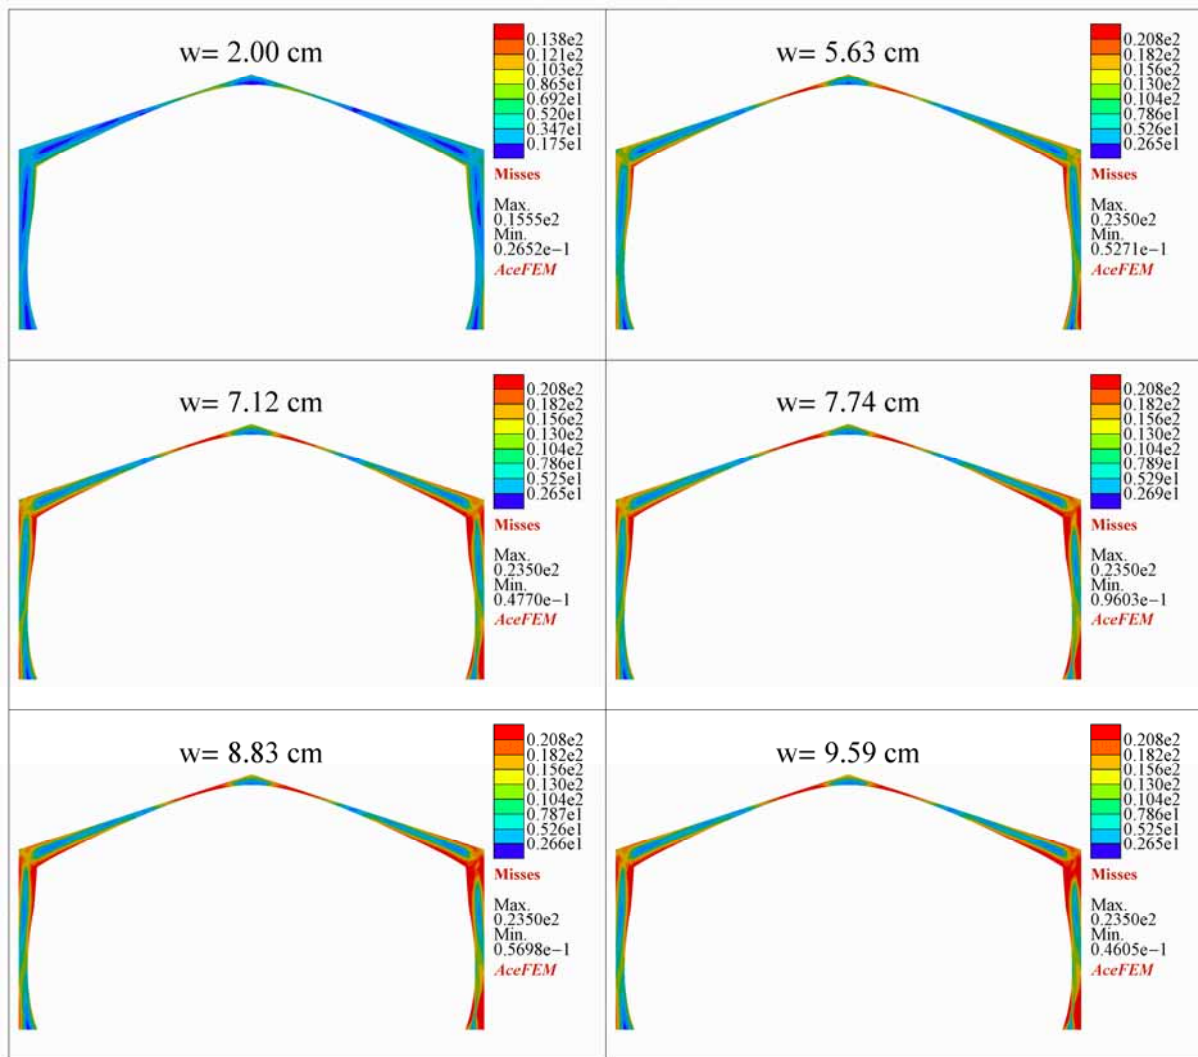 w= 2.00 cm
0.138e2
0.121e2
0.103e2
0.865e1
0.692e1
0.520e1
0.347e1
0.175e1
Misses
Max.
0.1555e2
Min.
0.2652e−1
AceFEM
w= 5.63 cm
0.208e2
0.182e2
0.156e2
0.130e2
0.104e2
0.786e1
0.526e1
0.265e1
Misses
Max.
0.2350e2
Min.
0.5271e−1
AceFEM
w= 7.12 cm
0.208e2
0.182e2
0.156e2
0.130e2
0.104e2
0.786e1
0.525e1
0.265e1
Misses
Max.
0.2350e2
Min.
0.4770e−1
AceFEM
w= 7.74 cm
0.208e2
0.182e2
0.156e2
0.130e2
0.104e2
0.789e1
0.529e1
0.269e1
Misses
Max.
0.2350e2
Min.
0.9603e−1
AceFEM
w= 8.83 cm
0.208e2
0.182e2
0.156e2
0.130e2
0.104e2
0.787e1
0.526e1
0.266e1
Misses
Max.
0.2350e2
Min.
0.5698e−1
AceFEM
w= 9.59 cm
0.208e2
0.182e2
0.156e2
0.130e2
0.104e2
0.786e1
0.525e1
0.265e1
Misses
Max.
0.2350e2
Min.
0.4605e−1
AceFEM